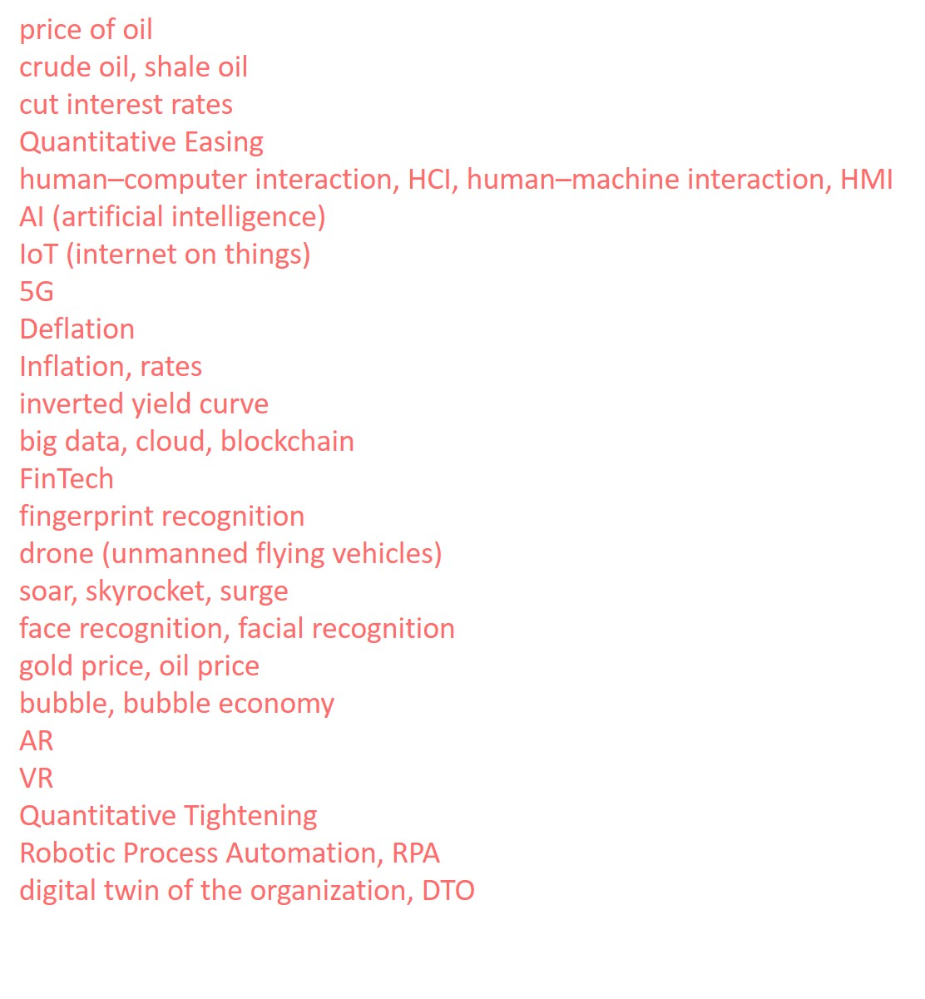 price of oil
crude oil, shale oil
cut interest rates
Quantitative Easing
human–computer interaction, HCI, human–machine interaction, HMI
AI (artificial intelligence)
IoT (internet on things)
5G
Deflation
Inflation, rates
inverted yield curve
big data, cloud, blockchain
FinTech
fingerprint recognition
drone (unmanned flying vehicles)
soar, skyrocket, surge
face recognition, facial recognition
gold price, oil price
bubble, bubble economy
AR
VR
Quantitative Tightening
Robotic Process Automation, RPA
digital twin of the organization, DTO